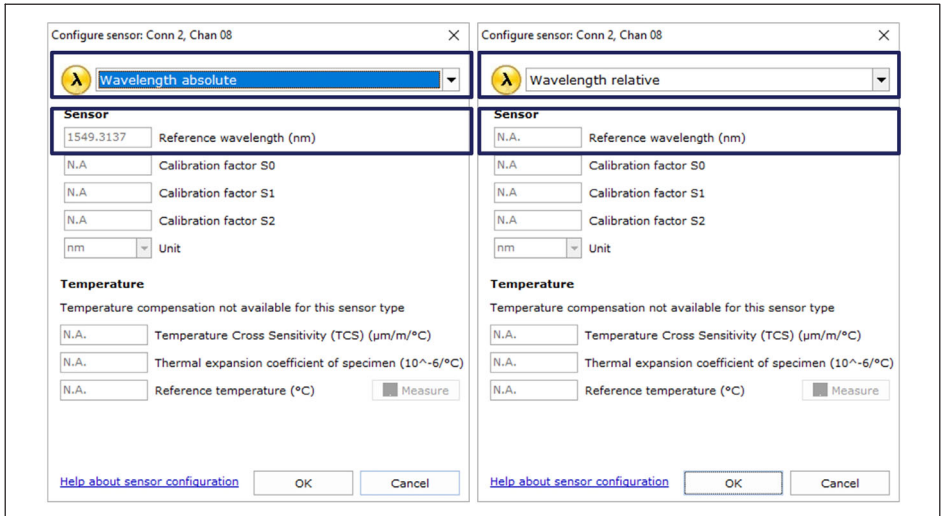 Configure sensor: Conn 2, Chan 08
λ Wavelength absolute
Sensor
1549.3137 Reference wavelength (nm)
N.A Calibration factor S0
N.A Calibration factor S1
N.A Calibration factor S2
nm Unit
Temperature
Temperature compensation not available for this sensor type
N.A. Temperature Cross Sensitivity (TCS) (µm/m/°C)
N.A. Thermal expansion coefficient of specimen (10^-6/°C)
N.A. Reference temperature (°C) Measure
Help about sensor configuration OK Cancel
Configure sensor: Conn 2, Chan 08
λ Wavelength relative
Sensor
N.A. Reference wavelength (nm)
N.A Calibration factor S0
N.A Calibration factor S1
N.A Calibration factor S2
nm Unit
Temperature
Temperature compensation not available for this sensor type
N.A. Temperature Cross Sensitivity (TCS) (µm/m/°C)
N.A. Thermal expansion coefficient of specimen (10^-6/°C)
N.A. Reference temperature (°C) Measure
Help about sensor configuration OK Cancel